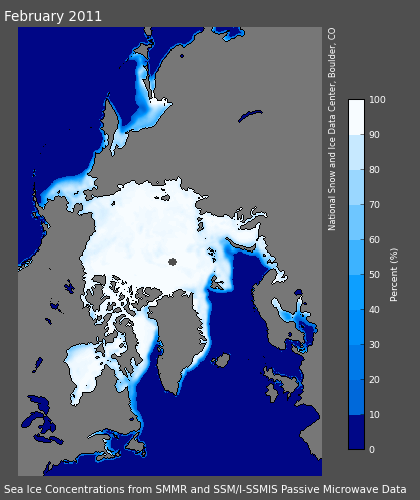 February 2011
National Snow and Ice Data Center, Boulder, CO
100
90
80
70
60
50
40
30
20
10
0
Percent (%)
Sea Ice Concentrations from SMMR and SSM/I-SSMIS Passive Microwave Data